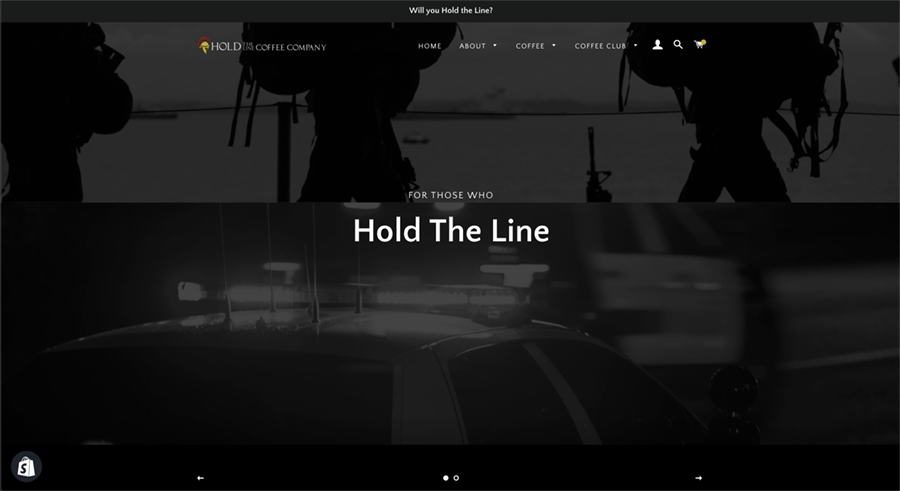 Will you Hold the Line?
HOLD THE LINE COFFEE COMPANY
HOME ABOUT COFFEE COFFEE CLUB
FOR THOSE WHO
Hold The Line